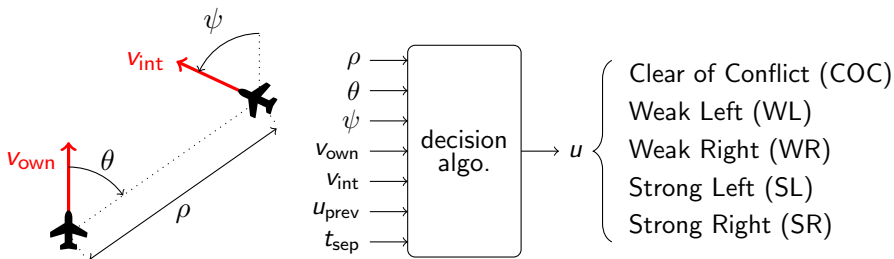 ψ
v_int
v_own
θ
ρ
ρ
θ
ψ
v_own
v_int
u_prev
t_sep
decision
algo.
u
Clear of Conflict (COC)
Weak Left (WL)
Weak Right (WR)
Strong Left (SL)
Strong Right (SR)